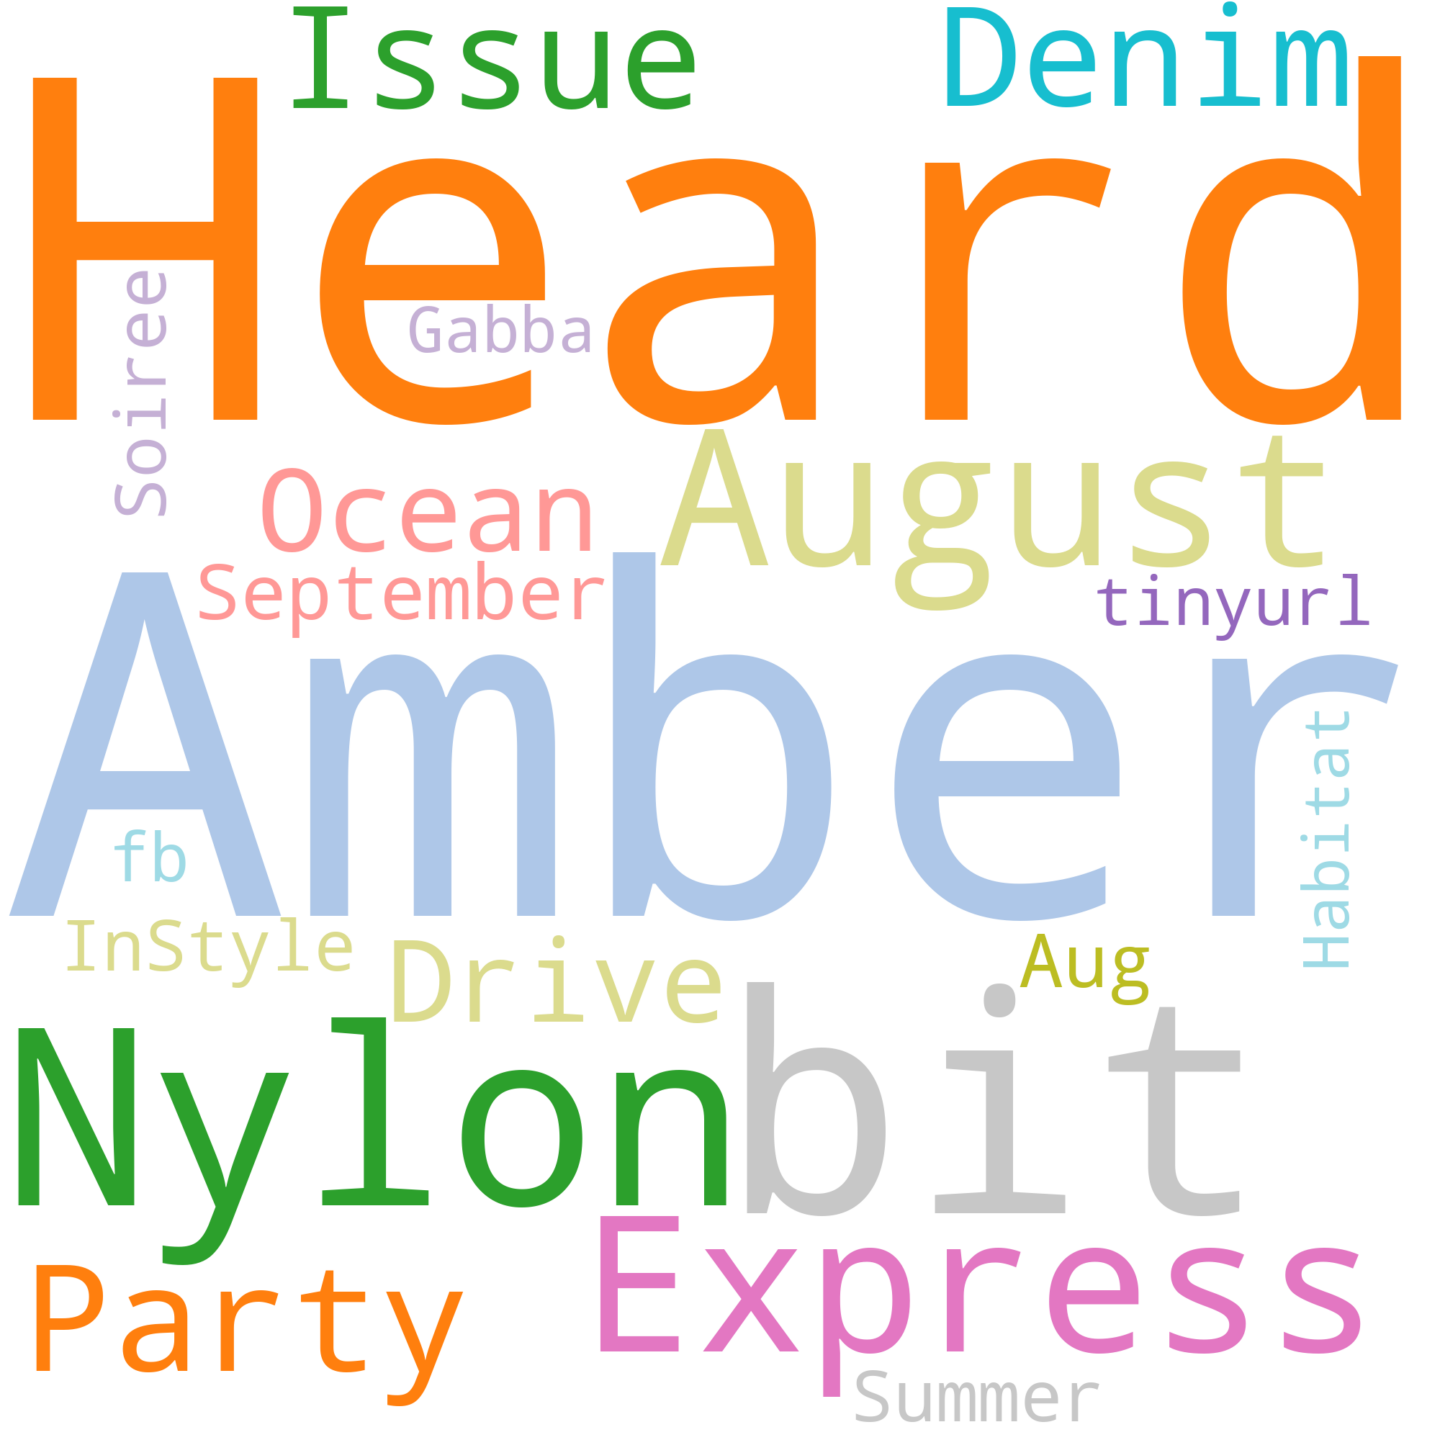 Issue
Denim
Heard
Soiree
Gabba
August
Ocean
September
tinyurl
Amber
Habitat
fb
InStyle
Drive
Aug
Nylon
bit
Express
Party
Summer